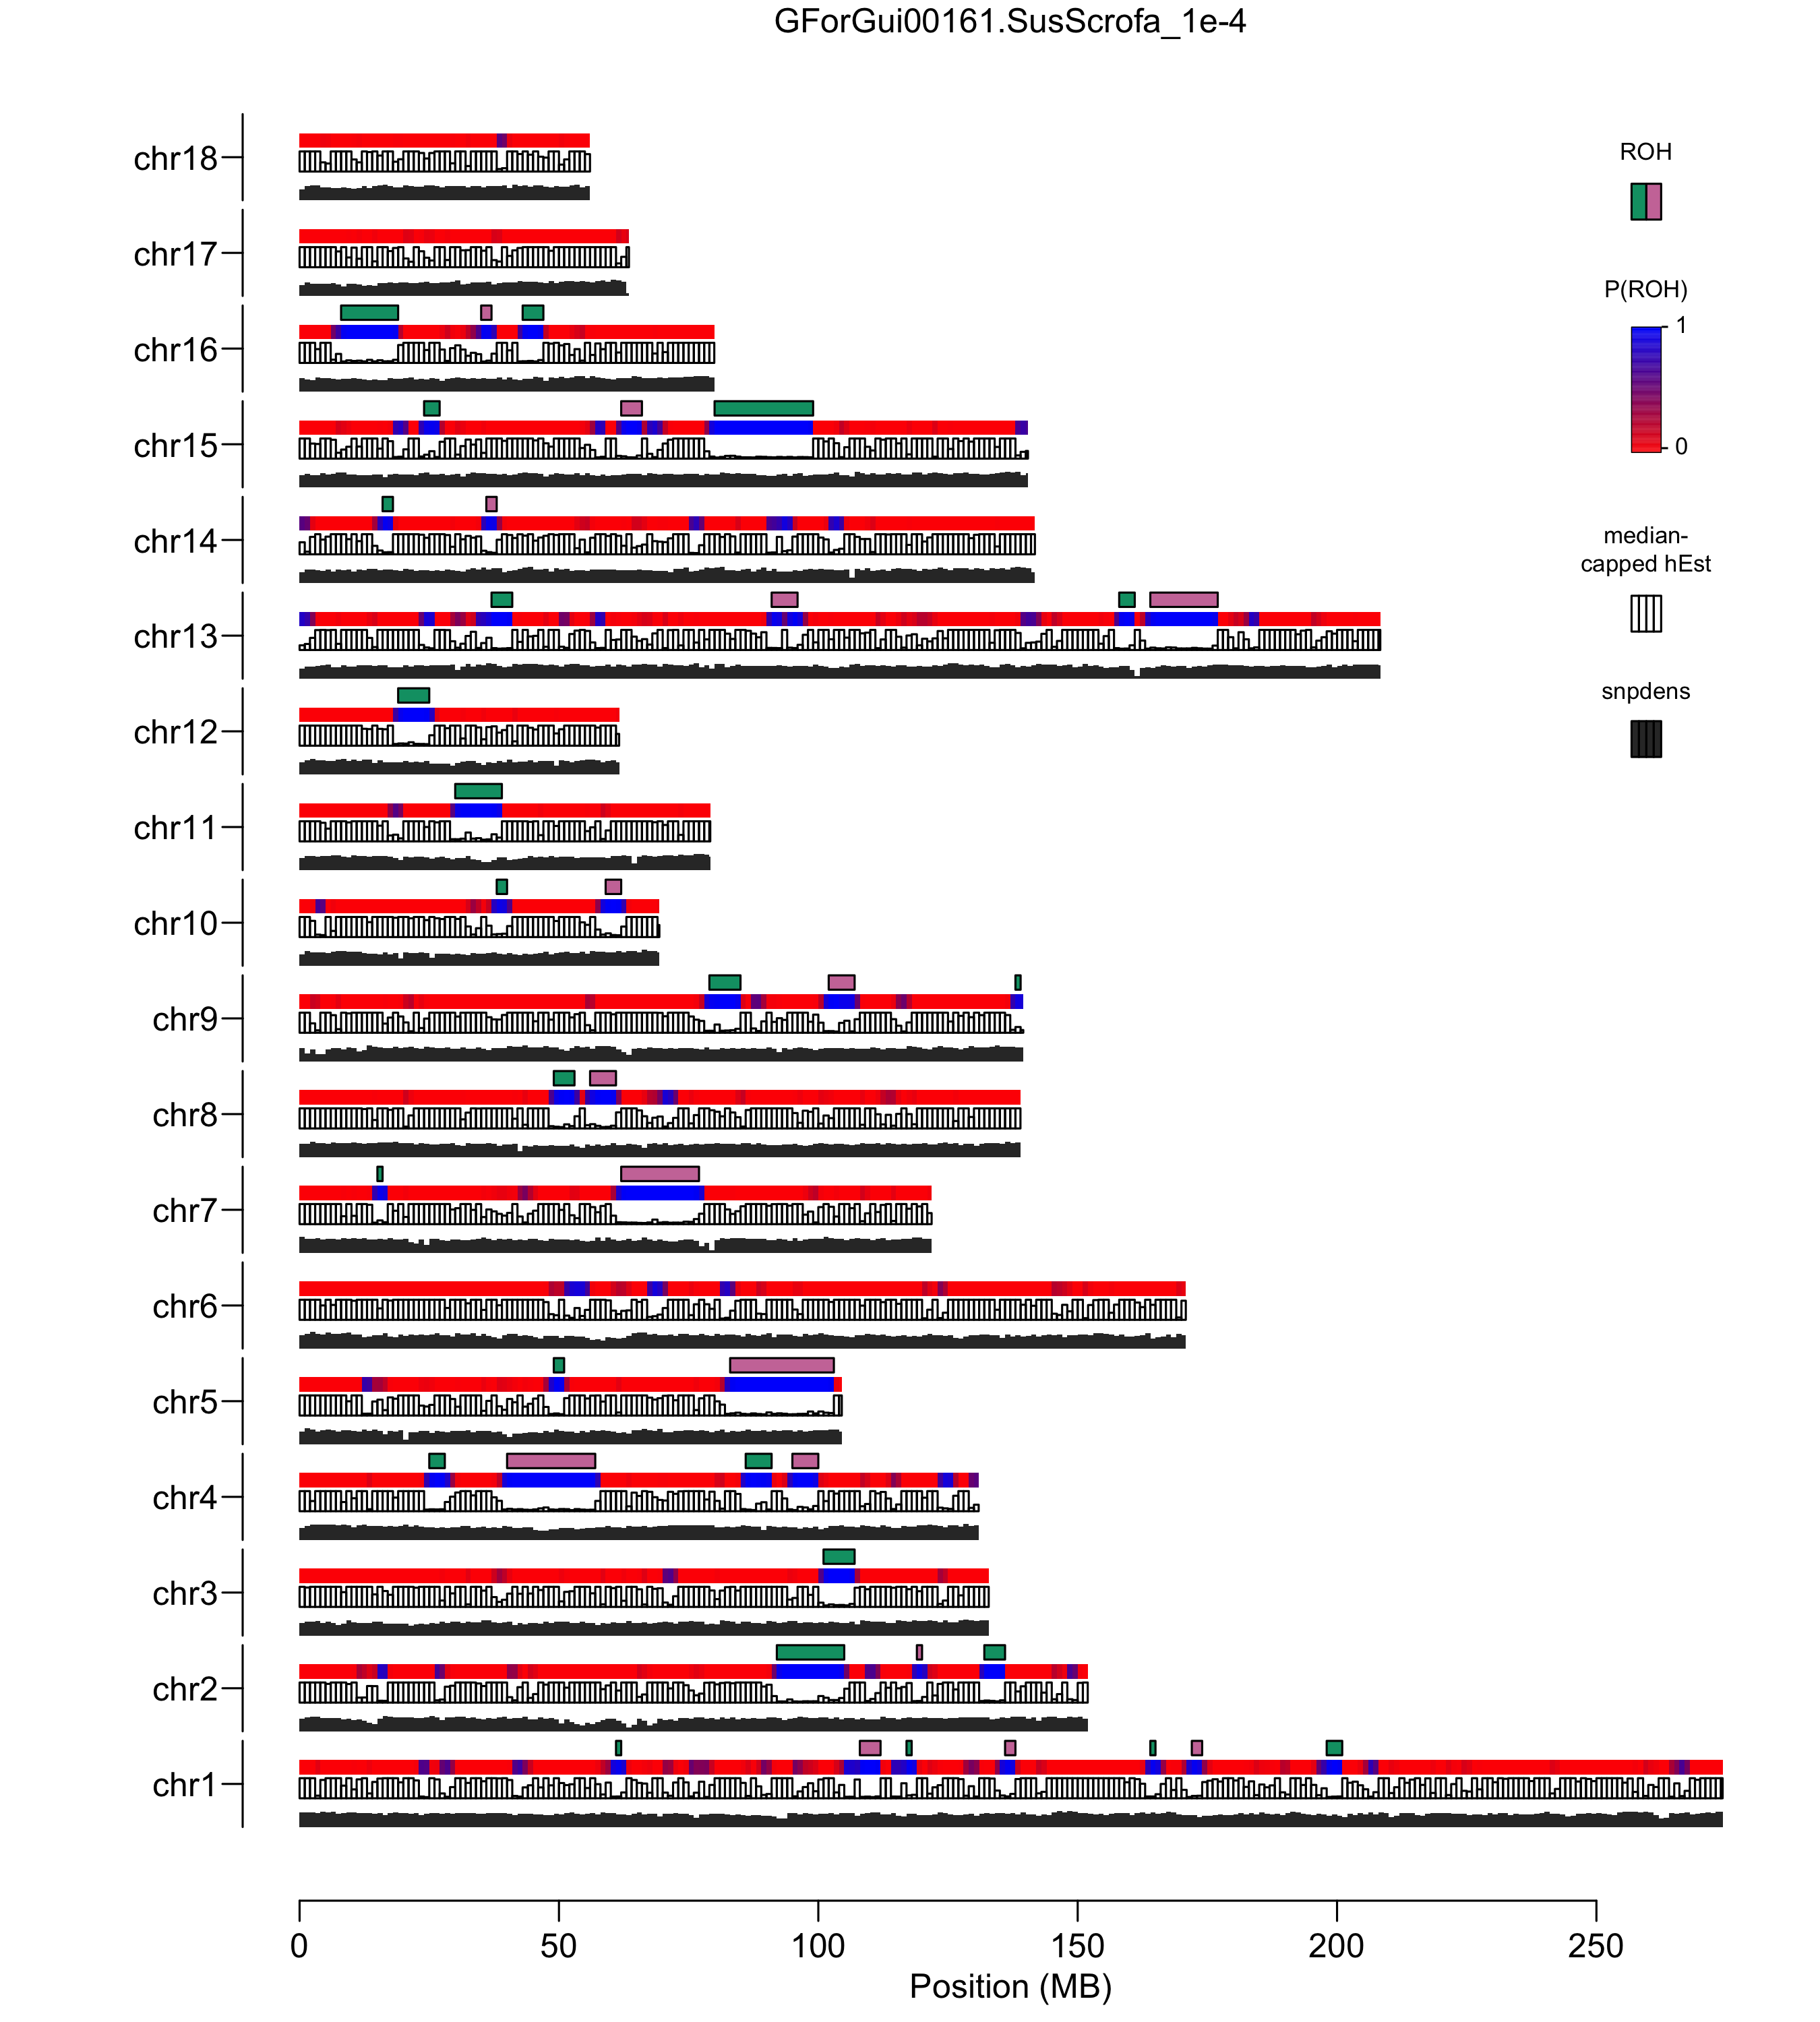 GForGui00161.SusScrofa_1e-4
chr18
chr17
chr16
chr15
chr14
chr13
chr12
chr11
chr10
chr9
chr8
chr7
chr6
chr5
chr4
chr3
chr2
chr1
ROH
P(ROH)
1
0
median-
capped hEst
snpdens
0 50 100 150 200 250
Position (MB)